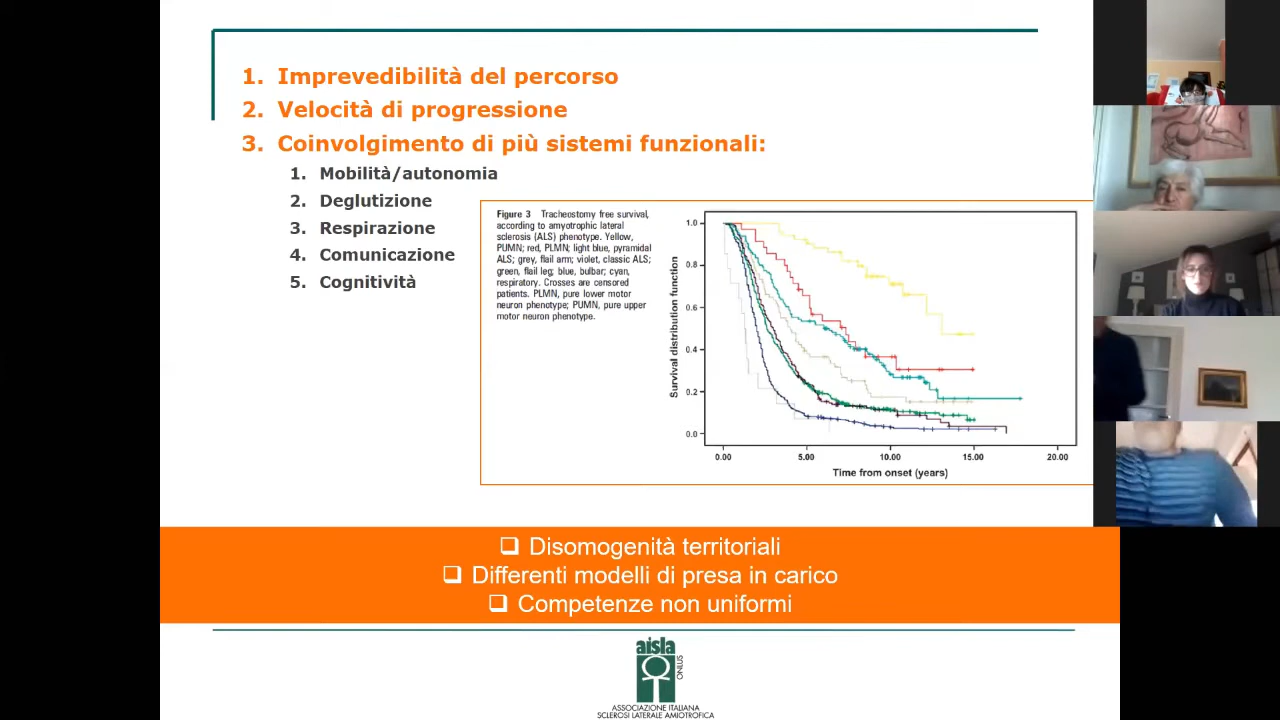 1. Imprevedibilità del percorso
2. Velocità di progressione
3. Coinvolgimento di più sistemi funzionali:
1. Mobilità/autonomia
2. Deglutizione
3. Respirazione
4. Comunicazione
5. Cognitività
Figure 3 Tracheostomy free survival,
according to amyotrophic lateral
sclerosis (ALS) phenotype. Yellow,
PUMN; red, PLMN; light blue, pyramidal
ALS; grey, flail arm; violet, classic ALS;
green, flail leg; blue, bulbar; cyan,
respiratory. Crosses are censored
patients. PLMN, pure lower motor
neuron phenotype; PUMN, pure upper
motor neuron phenotype.
Survival distribution function
1.0
0.8
0.6
0.4
0.2
0.0
0.00 5.00 10.00 15.00 20.00
Time from onset (years)
❑ Disomogenità territoriali
❑ Differenti modelli di presa in carico
❑ Competenze non uniformi
aisla
ONLUS
ASSOCIAZIONE ITALIANA
SCLEROSI LATERALE AMIOTROFICA